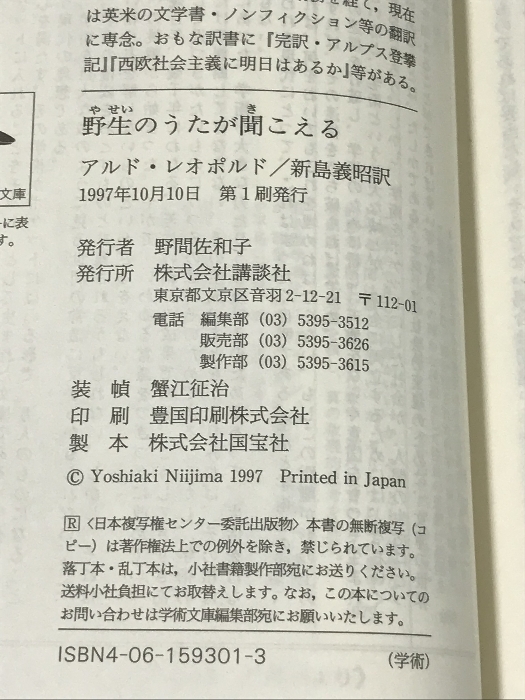 は英米の文学書・ノンフィクション等の翻訳
に専念。おもな訳書に『完訳・アルプス登攀
記』『西欧社会主義に明日はあるか』等がある。
やせい き
野生のうたが聞こえる
アルド・レオポルド／新島義昭訳
1997年10月10日 第1刷発行
文庫
に表
す。
発行者 野間佐和子
発行所 株式会社講談社
東京都文京区音羽2-12-21 〒112-01
電話 編集部 (03) 5395-3512
販売部 (03) 5395-3626
製作部 (03) 5395-3615
装 幀 蟹江征治
印 刷 豊国印刷株式会社
製 本 株式会社国宝社
© Yoshiaki Niijima 1997 Printed in Japan
Ⓡ〈日本複写権センター委託出版物〉本書の無断複写（コ
ピー）は著作権法上での例外を除き，禁じられています。
落丁本・乱丁本は，小社書籍製作部宛にお送りください。
送料小社負担にてお取替えします。なお，この本についての
お問い合わせは学術文庫編集部宛にお願いいたします。
ISBN4-06-159301-3 （学術）